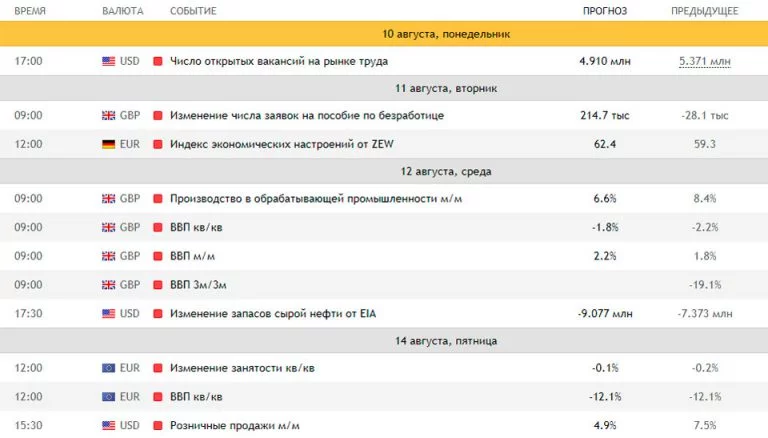 ВРЕМЯ ВАЛЮТА СОБЫТИЕ ПРОГНОЗ ПРЕДЫДУЩЕЕ
10 августа, понедельник
17:00 USD Число открытых вакансий на рынке труда 4.910 млн 5.371 млн
11 августа, вторник
09:00 GBP Изменение числа заявок на пособие по безработице 214.7 тыс -28.1 тыс
12:00 EUR Индекс экономических настроений от ZEW 62.4 59.3
12 августа, среда
09:00 GBP Производство в обрабатывающей промышленности м/м 6.6% 8.4%
09:00 GBP ВВП кв/кв -1.8% -2.2%
09:00 GBP ВВП м/м 2.2% 1.8%
09:00 GBP ВВП 3м/3м -19.1%
17:30 USD Изменение запасов сырой нефти от EIA -9.077 млн -7.373 млн
14 августа, пятница
12:00 EUR Изменение занятости кв/кв -0.1% -0.2%
12:00 EUR ВВП кв/кв -12.1% -12.1%
15:30 USD Розничные продажи м/м 4.9% 7.5%